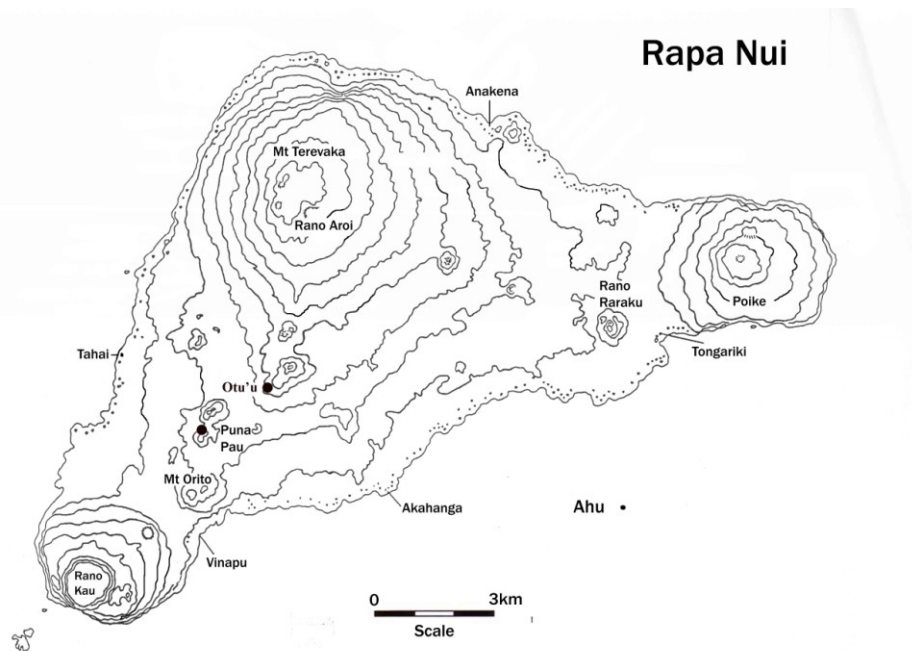 Rapa Nui
Anakena
Mt Terevaka
Rano Aroi
Rano
Raraku
Poike
Tongariki
Tahai
Otu'u
Puna
Pau
Mt Orito
Akahanga
Ahu
Vinapu
Rano
Kau
0 3km
Scale